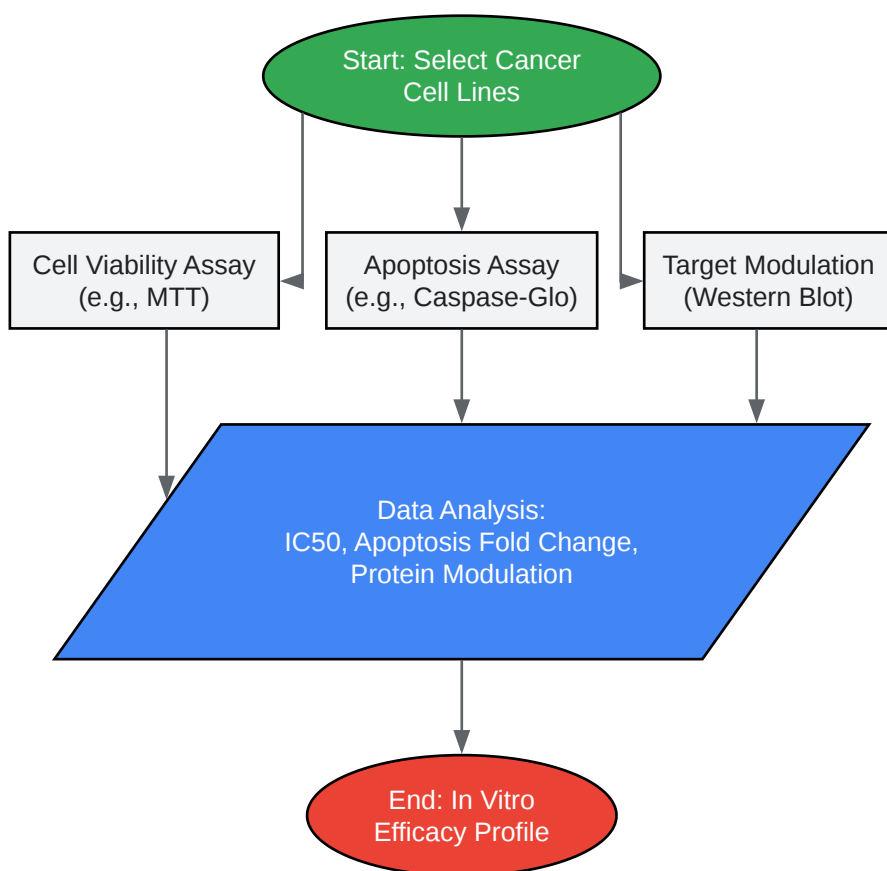 Start: Select Cancer
Cell Lines
Cell Viability Assay
(e.g., MTT)
Apoptosis Assay
(e.g., Caspase-Glo)
Target Modulation
(Western Blot)
Data Analysis:
IC50, Apoptosis Fold Change,
Protein Modulation
End: In Vitro
Efficacy Profile